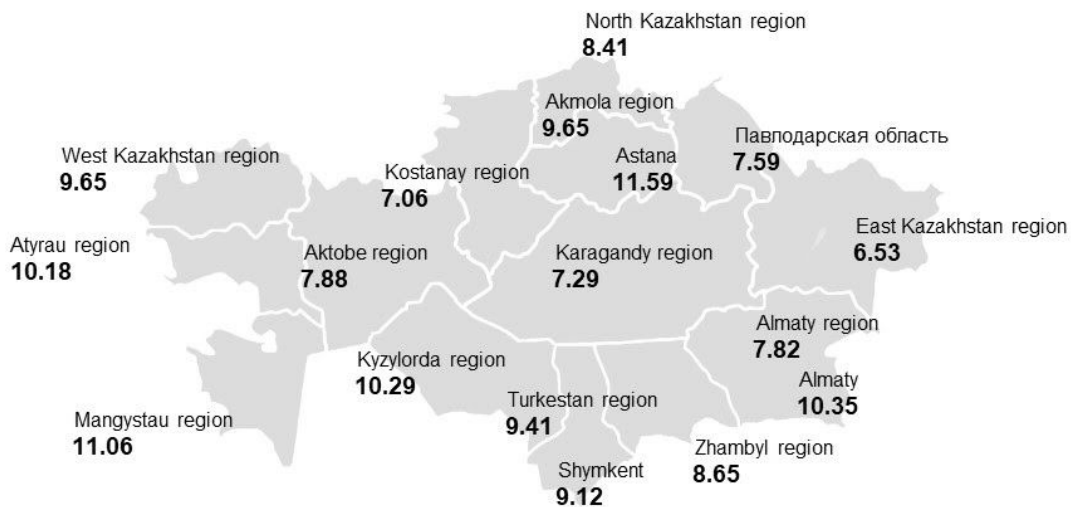 North Kazakhstan region
8.41
Akmola region
9.65
Павлодарская область
7.59
West Kazakhstan region
9.65
Astana
11.59
Kostanay region
7.06
East Kazakhstan region
6.53
Atyrau region
10.18
Aktobe region
7.88
Karagandy region
7.29
Almaty region
7.82
Kyzylorda region
10.29
Almaty
10.35
Turkestan region
9.41
Mangystau region
11.06
Zhambyl region
8.65
Shymkent
9.12